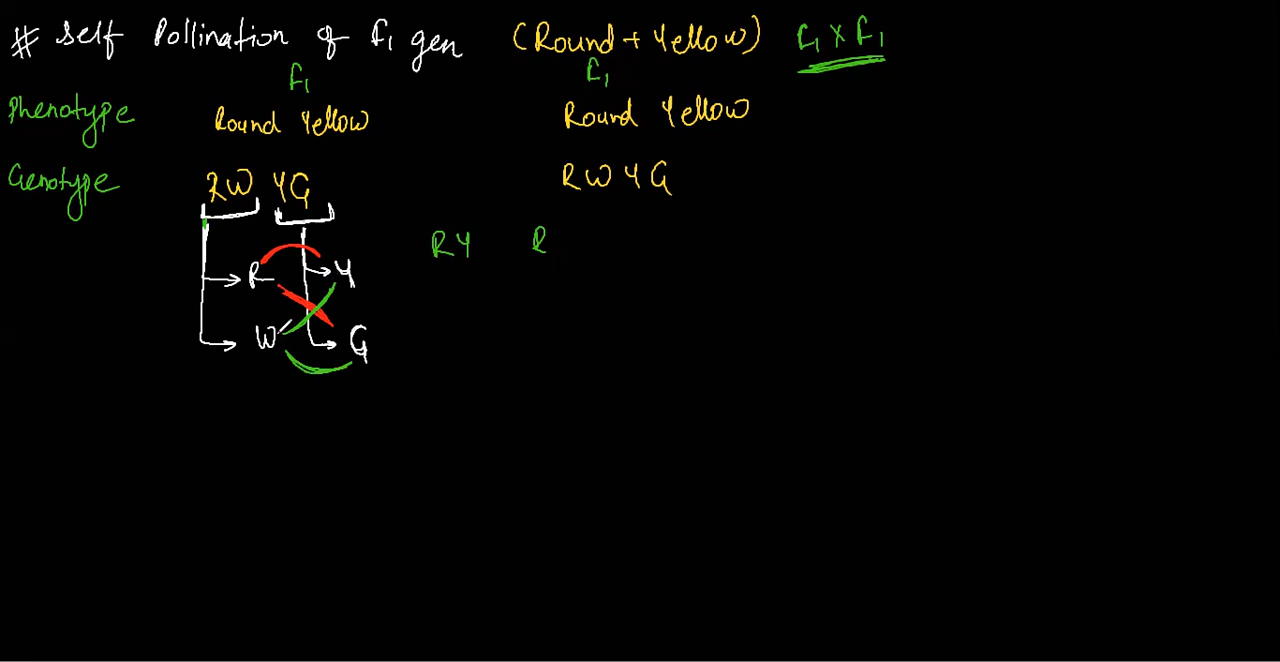 # Self Pollination of F1 gen (Round + Yellow) F1 X F1
F1 F1
Phenotype Round Yellow Round Yellow
Genotype RW YG RWYG
RY R
R Y
W G